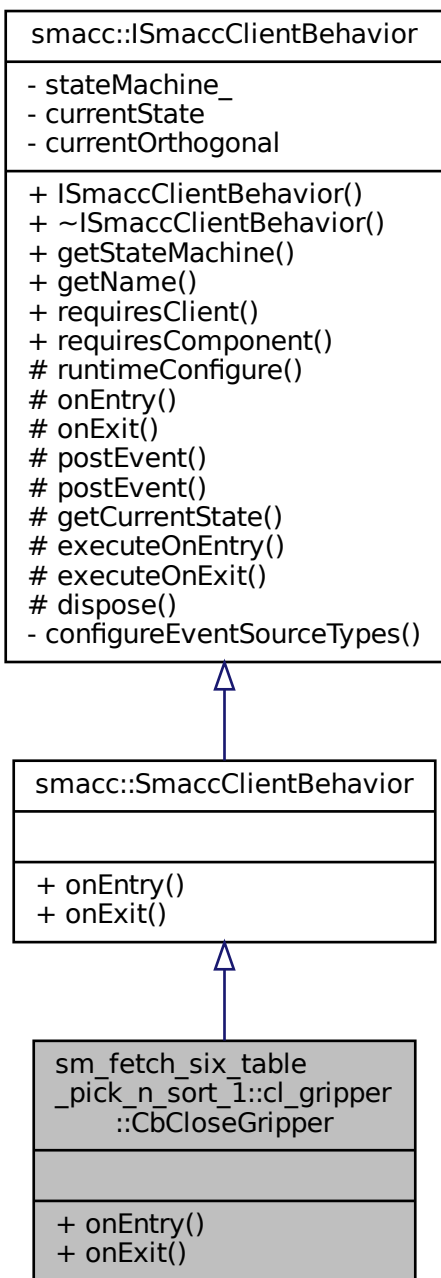 smacc::ISmaccClientBehavior
- stateMachine_
- currentState
- currentOrthogonal
+ ISmaccClientBehavior()
+ ~ISmaccClientBehavior()
+ getStateMachine()
+ getName()
+ requiresClient()
+ requiresComponent()
# runtimeConfigure()
# onEntry()
# onExit()
# postEvent()
# postEvent()
# getCurrentState()
# executeOnEntry()
# executeOnExit()
# dispose()
- configureEventSourceTypes()
smacc::SmaccClientBehavior
+ onEntry()
+ onExit()
sm_fetch_six_table
_pick_n_sort_1::cl_gripper
::CbCloseGripper
+ onEntry()
+ onExit()